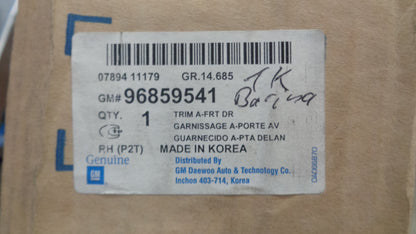 07894 11179 GR.14.685
GM# 96859541
QTY. 1 TRIM A-FRT DR
GARNISSAGE A-PORTE AV
GUARNECIDO A-PTA DELAN
RH (P2T) MADE IN KOREA
Genuine
GM
Distributed By
GM Daewoo Auto & Technology Co.
Incheon 403-714, Korea